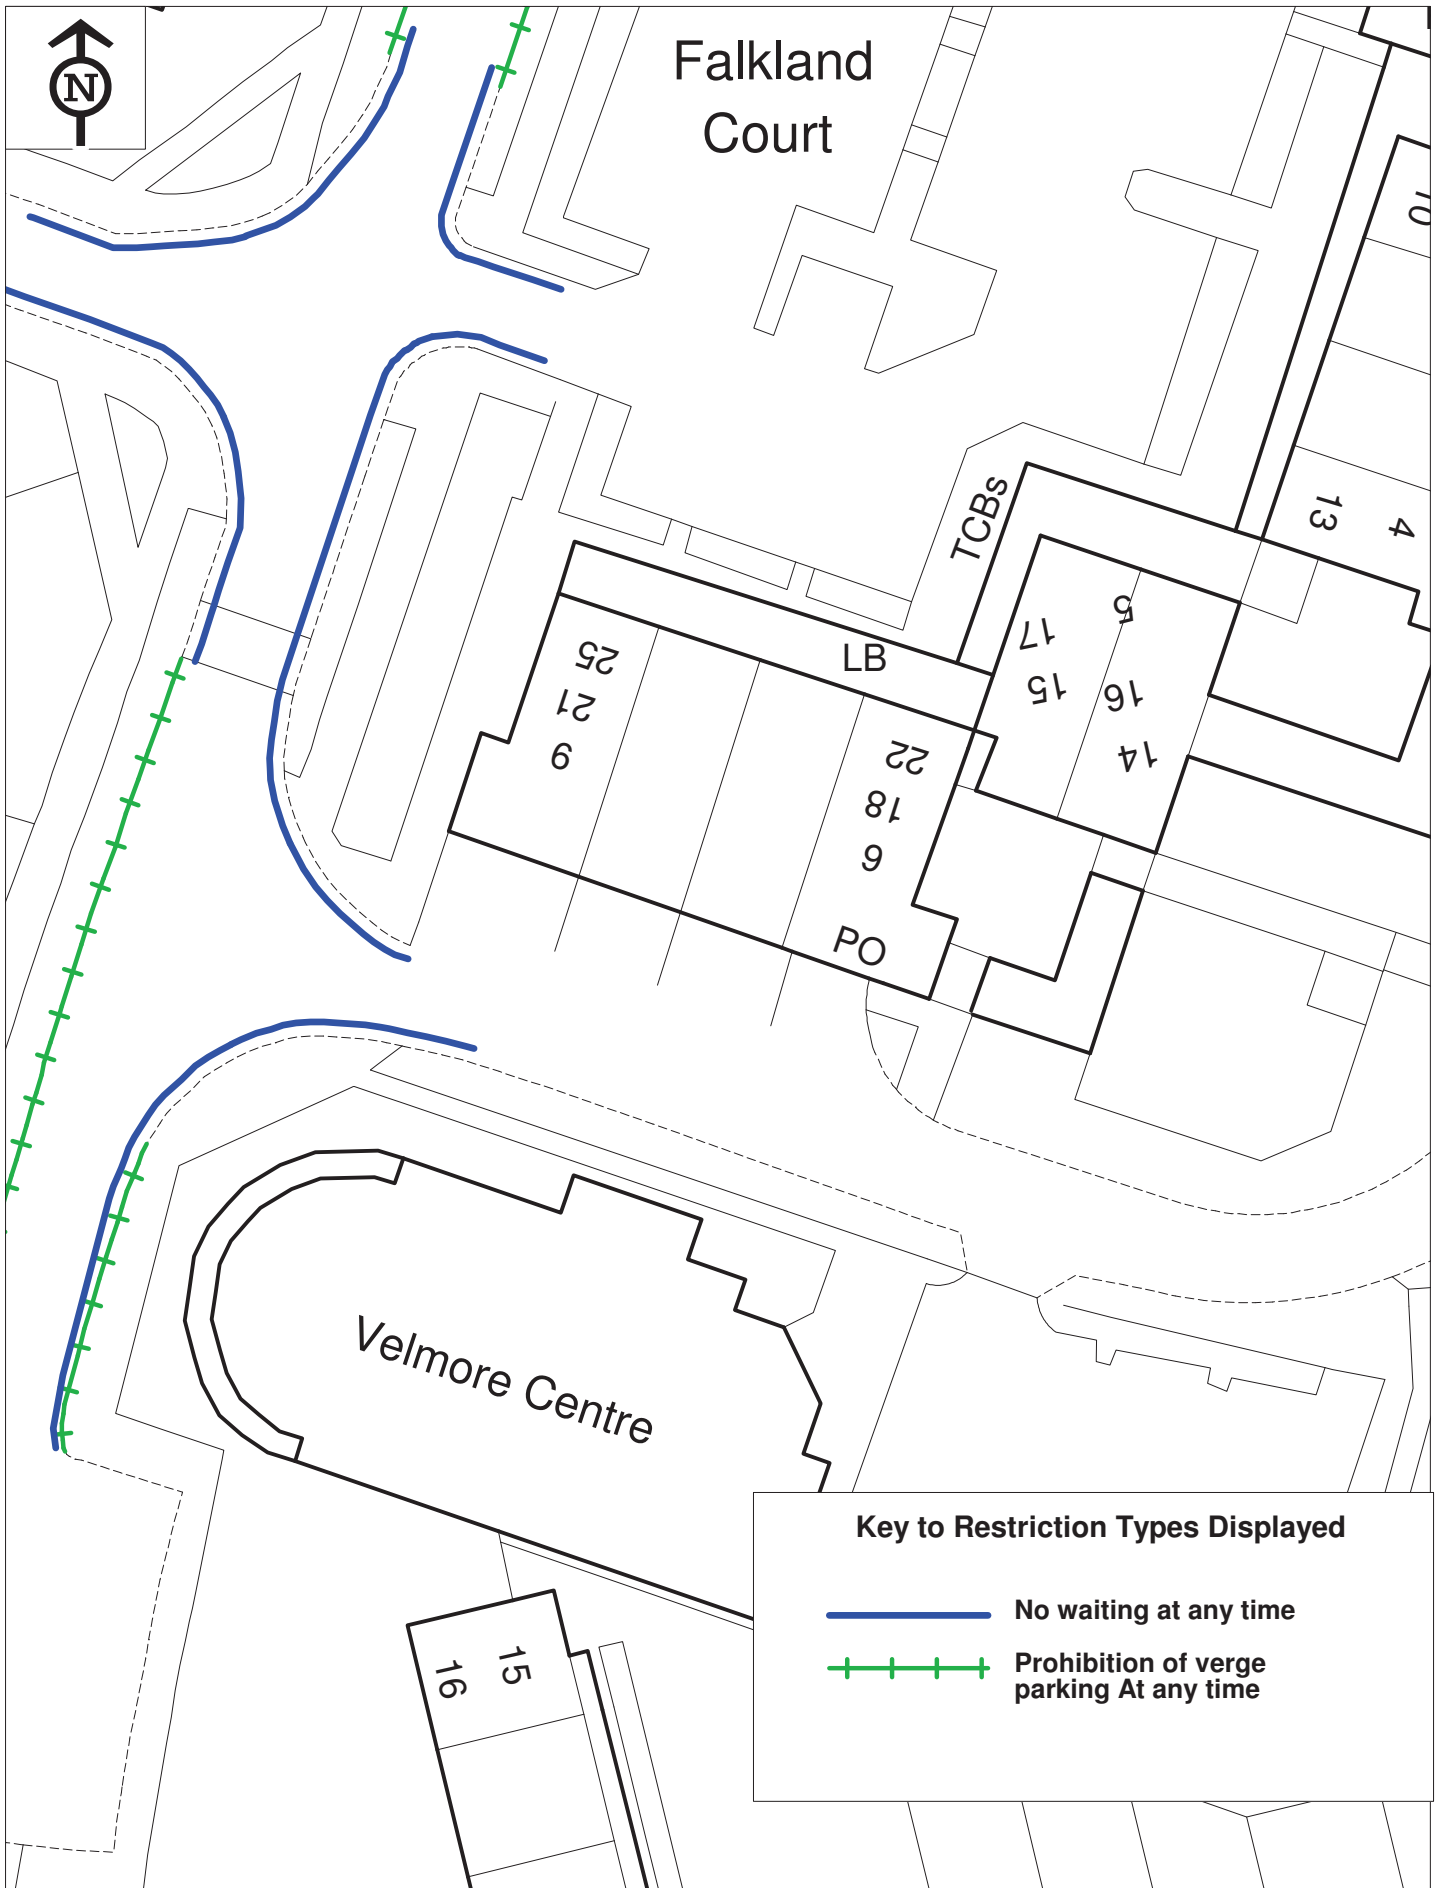 N
Falkland
Court
10
13
4
TCBs
5
17
LB
25
15
16
21
22
14
9
18
6
PO
Velmore Centre
Key to Restriction Types Displayed
No waiting at any time
Prohibition of verge
parking At any time
15
16